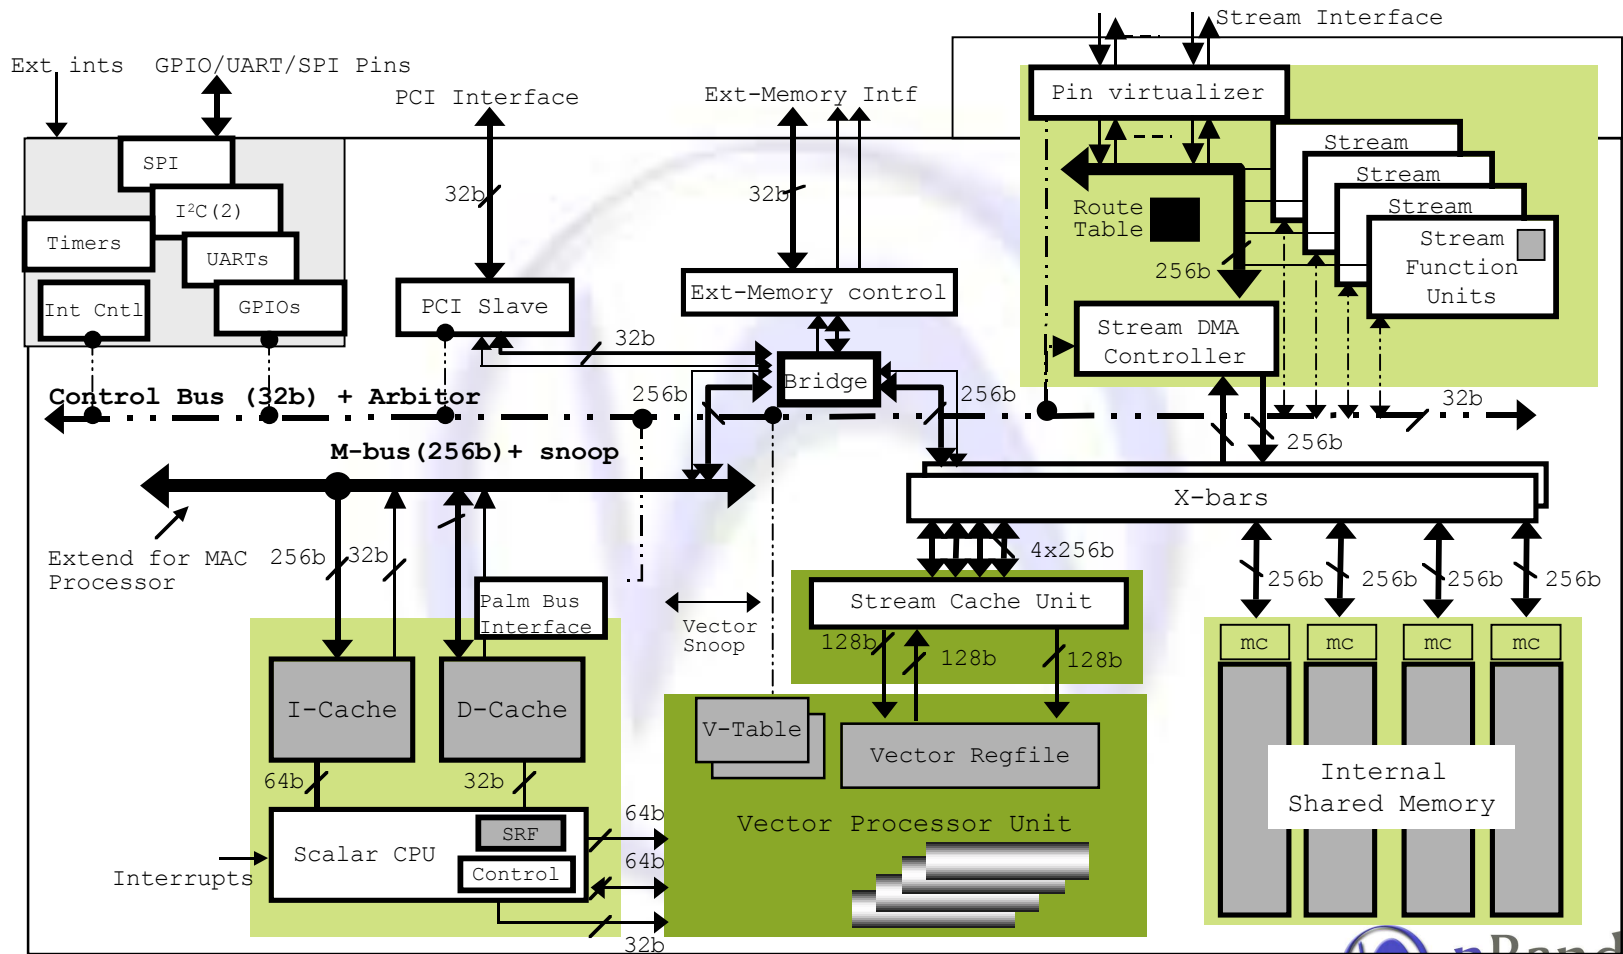 Stream Interface
Ext ints
GPIO/UART/SPI Pins
PCI Interface
Ext-Memory Intf
Pin virtualizer
SPI
I²C(2)
Timers
UARTs
Int Cntl
GPIOs
32b
PCI Slave
32b
Ext-Memory control
Stream
Stream
Stream
Stream
Function
Units
Route
Table
256b
Stream DMA
Controller
32b
Bridge
256b
256b
Control Bus (32b) + Arbitor
32b
256b
M-bus(256b)+ snoop
X-bars
Extend for MAC
Processor
256b
32b
4x256b
256b
256b
256b
256b
Palm Bus
Interface
Vector
Snoop
Stream Cache Unit
128b
128b
128b
mc
mc
mc
mc
I-Cache
D-Cache
V-Table
Vector Regfile
64b
32b
Internal
Shared Memory
Scalar CPU
SRF
Control
64b
64b
32b
Interrupts
Vector Processor Unit